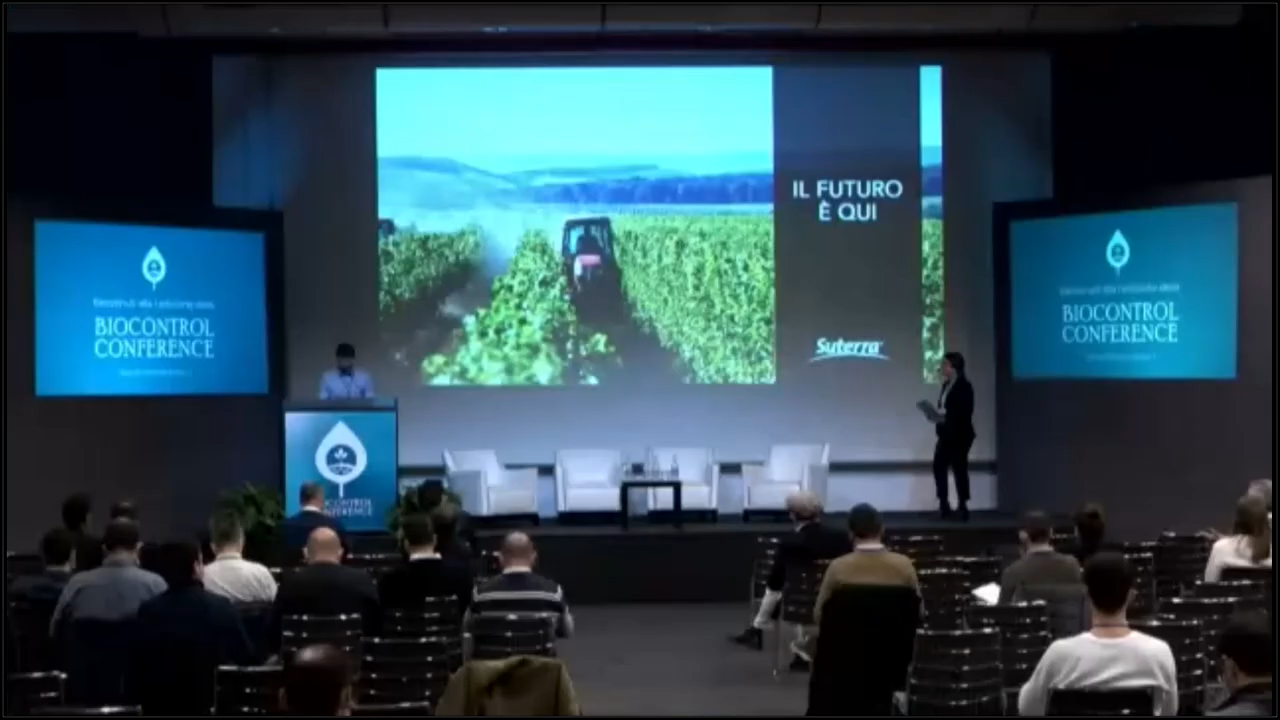 IL FUTURO
È QUI
Suterra
BIOCONTROL
CONFERENCE
BIOCONTROL
CONFERENCE
BIOCONTROL
CONFERENCE